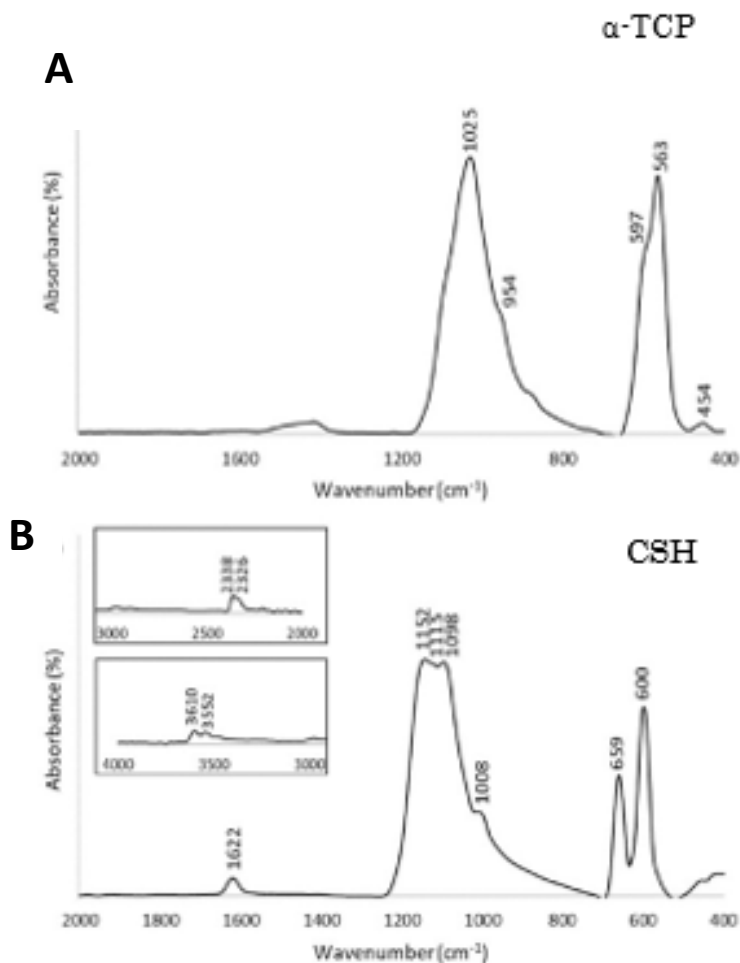 α-TCP
A
1025
563
597
954
454
Absorbance (%)
2000 1600 1200 800 400
Wavenumber (cm⁻¹)
B
CSH
2338
2326
3000 2500 2000
3610
3552
4000 3500 3000
1152
1115
1098
1008
659
600
1622
Absorbance (%)
2000 1800 1600 1400 1200 1000 800 600 400
Wavenumber (cm⁻¹)